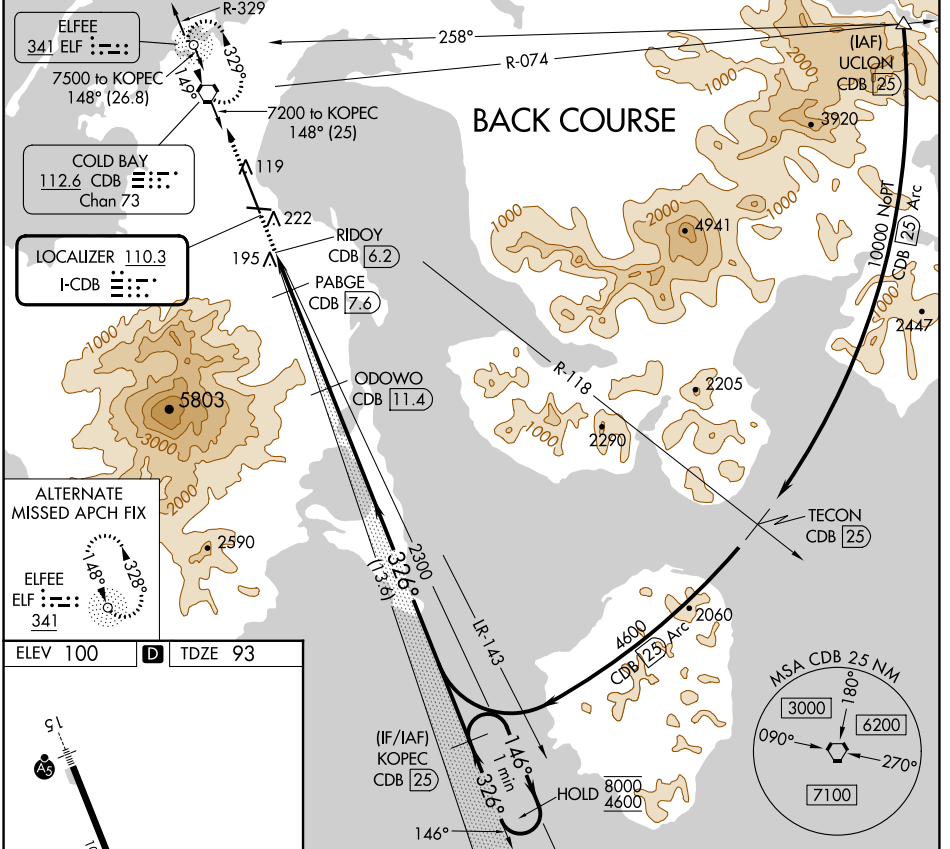 R-329
ELFEE
341 ELF
7500 to KOPEC
148° (26.8)
329°
149°
7200 to KOPEC
148° (25)
258°
R-074
(IAF)
UCLON
CDB 25
BACK COURSE
COLD BAY
112.6 CDB
Chan 73
119
222
195
LOCALIZER 110.3
I-CDB
RIDOY
CDB 6.2
PABGE
CDB 7.6
ODOWO
CDB 11.4
1000
2000
3920
1000
1000
2000
4941
1000
10000 NoPT
CDB 25 Arc
1000
2447
R-118
2205
1000
2290
1000
5803
3000
2000
2590
TECON
CDB 25
ALTERNATE
MISSED APCH FIX
ELFEE
ELF
341
148°
328°
326°
2300
(13.6)
LR-143
4600
CDB 25 Arc
2060
(IF/IAF)
KOPEC
CDB 25
146°
1 min
326°
HOLD
8000
4600
146°
MSA CDB 25 NM
180°
3000
6200
090°
270°
7100
ELEV 100
D
TDZE 93
15
A5